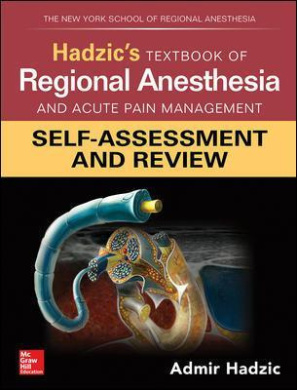 THE NEW YORK SCHOOL OF REGIONAL ANESTHESIA
Hadzic's TEXTBOOK OF
Regional Anesthesia
AND ACUTE PAIN MANAGEMENT
SELF-ASSESSMENT
AND REVIEW
Mc
Graw
Hill
Education
Admir Hadzic